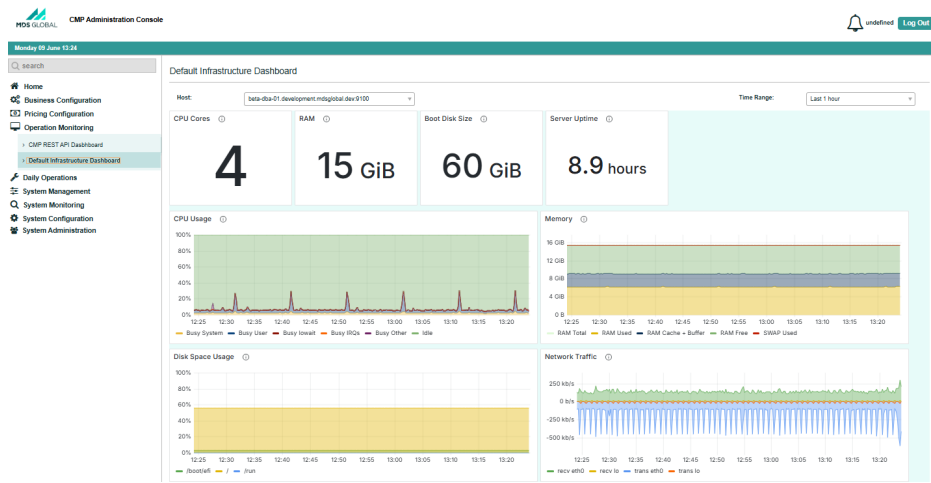 MDS GLOBAL
CMP Administration Console
undefined
Log Out
Monday 09 June 13:24
search
Home
Business Configuration
Pricing Configuration
Operation Monitoring
CMP REST API Dashboard
Default Infrastructure Dashboard
Daily Operations
System Management
System Monitoring
System Configuration
System Administration
Default Infrastructure Dashboard
Host:
beta-dba-01.development.mdsglobal.dev:9100
Time Range:
Last 1 hour
CPU Cores
4
RAM
15 GiB
Boot Disk Size
60 GiB
Server Uptime
8.9 hours
CPU Usage
100%
80%
60%
40%
20%
0%
12:25 12:30 12:35 12:40 12:45 12:50 12:55 13:00 13:05 13:10 13:15 13:20
Busy System Busy User Busy Iowait Busy IRQs Busy Other Idle
Memory
16 GiB
12 GiB
8 GiB
4 GiB
0 B
12:25 12:30 12:35 12:40 12:45 12:50 12:55 13:00 13:05 13:10 13:15 13:20
RAM Total RAM Used RAM Cache + Buffer RAM Free SWAP Used
Disk Space Usage
100%
80%
60%
40%
20%
0%
12:25 12:30 12:35 12:40 12:45 12:50 12:55 13:00 13:05 13:10 13:15 13:20
/boot/efi / /run
Network Traffic
250 kb/s
0 b/s
-250 kb/s
-500 kb/s
12:25 12:30 12:35 12:40 12:45 12:50 12:55 13:00 13:05 13:10 13:15 13:20
recv eth0 recv lo trans eth0 trans lo